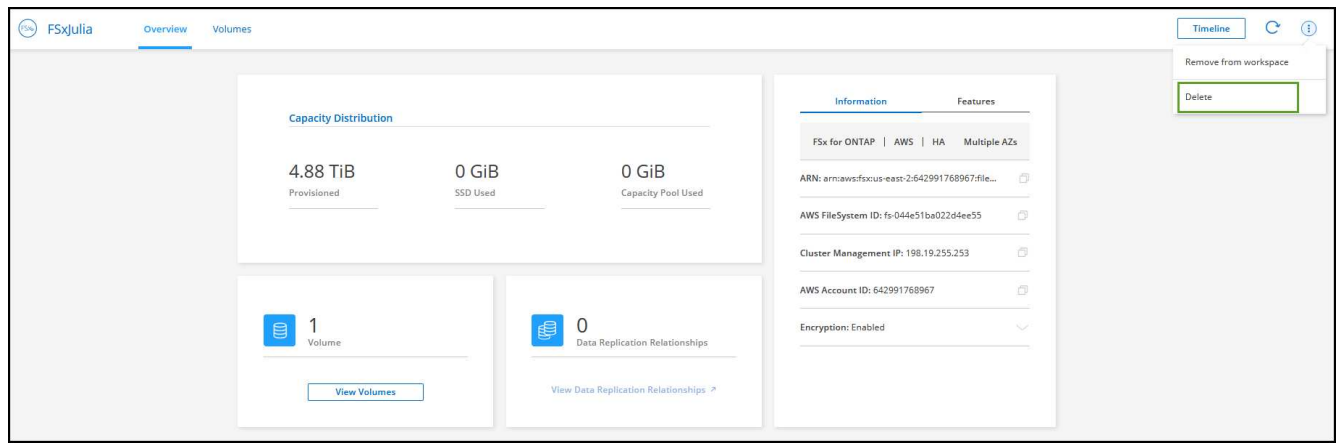 FSxN FSxJulia Overview Volumes Timeline
Remove from workspace
Delete
Capacity Distribution
4.88 TiB 0 GiB 0 GiB
Provisioned SSD Used Capacity Pool Used
Information Features
FSx for ONTAP | AWS | HA Multiple AZs
ARN: arn:aws:fsx:us-east-2:642991768967:file...
AWS FileSystem ID: fs-044e51ba022d4ee55
Cluster Management IP: 198.19.255.253
AWS Account ID: 642991768967
Encryption: Enabled
1
Volume
View Volumes
0
Data Replication Relationships
View Data Replication Relationships ↗